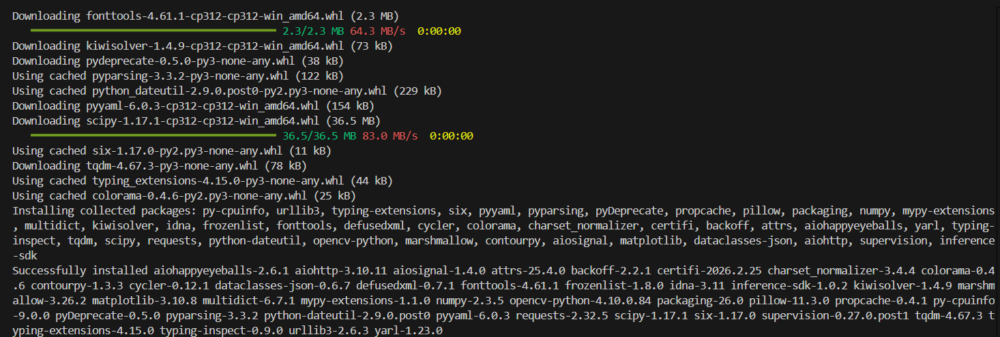 Downloading fonttools-4.61.1-cp312-cp312-win_amd64.whl (2.3 MB)
2.3/2.3 MB 64.3 MB/s 0:00:00
Downloading kiwisolver-1.4.9-cp312-cp312-win_amd64.whl (73 kB)
Downloading pydeprecate-0.5.0-py3-none-any.whl (38 kB)
Using cached pyparsing-3.3.2-py3-none-any.whl (122 kB)
Using cached python_dateutil-2.9.0.post0-py2.py3-none-any.whl (229 kB)
Downloading pyyaml-6.0.3-cp312-cp312-win_amd64.whl (154 kB)
Downloading scipy-1.17.1-cp312-cp312-win_amd64.whl (36.5 MB)
36.5/36.5 MB 83.0 MB/s 0:00:00
Using cached six-1.17.0-py2.py3-none-any.whl (11 kB)
Downloading tqdm-4.67.3-py3-none-any.whl (78 kB)
Using cached typing_extensions-4.15.0-py3-none-any.whl (44 kB)
Using cached colorama-0.4.6-py2.py3-none-any.whl (25 kB)
Installing collected packages: py-cpuinfo, urllib3, typing-extensions, six, pyyaml, pyparsing, pyDeprecate, propcache, pillow, packaging, numpy, mypy-extensions
, multidict, kiwisolver, idna, frozenlist, fonttools, defusedxml, cycler, colorama, charset_normalizer, certifi, backoff, attrs, aiohappyeyeballs, yarl, typing-
inspect, tqdm, scipy, requests, python-dateutil, opencv-python, marshmallow, contourpy, aiosignal, matplotlib, dataclasses-json, aiohttp, supervision, inference
-sdk
Successfully installed aiohappyeyeballs-2.6.1 aiohttp-3.10.11 aiosignal-1.4.0 attrs-25.4.0 backoff-2.2.1 certifi-2026.2.25 charset_normalizer-3.4.4 colorama-0.4
.6 contourpy-1.3.3 cycler-0.12.1 dataclasses-json-0.6.7 defusedxml-0.7.1 fonttools-4.61.1 frozenlist-1.8.0 idna-3.11 inference-sdk-1.0.2 kiwisolver-1.4.9 marshm
allow-3.26.2 matplotlib-3.10.8 multidict-6.7.1 mypy-extensions-1.1.0 numpy-2.3.5 opencv-python-4.10.0.84 packaging-26.0 pillow-11.3.0 propcache-0.4.1 py-cpuinfo
-9.0.0 pyDeprecate-0.5.0 pyparsing-3.3.2 python-dateutil-2.9.0.post0 pyyaml-6.0.3 requests-2.32.5 scipy-1.17.1 six-1.17.0 supervision-0.27.0.post1 tqdm-4.67.3 t
yping-extensions-4.15.0 typing-inspect-0.9.0 urllib3-2.6.3 yarl-1.23.0